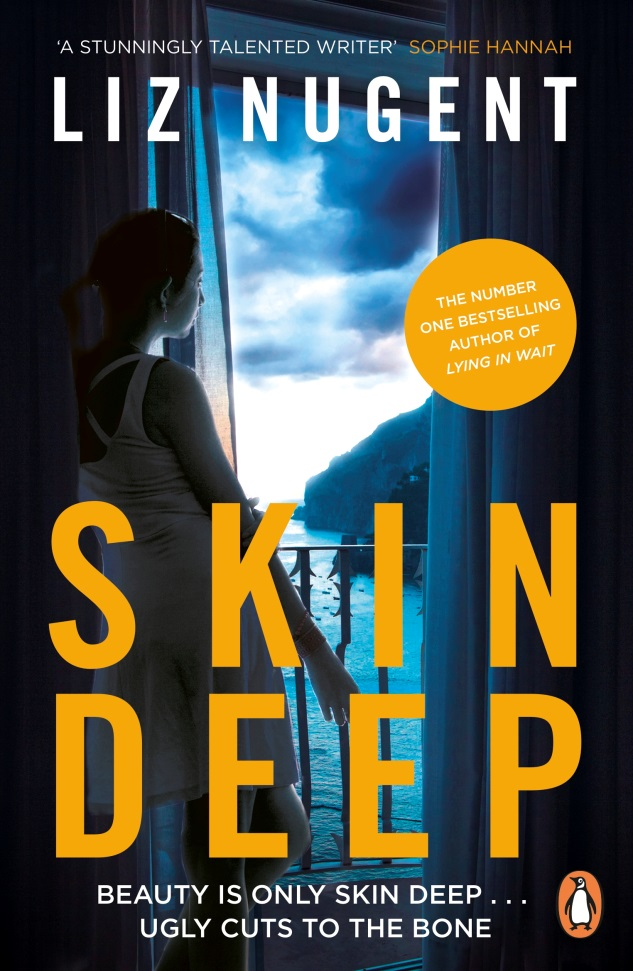 ‘A STUNNINGLY TALENTED WRITER’ SOPHIE HANNAH
LIZ NUGENT
THE NUMBER
ONE BESTSELLING
AUTHOR OF
LYING IN WAIT
SKIN
DEEP
BEAUTY IS ONLY SKIN DEEP . . .
UGLY CUTS TO THE BONE